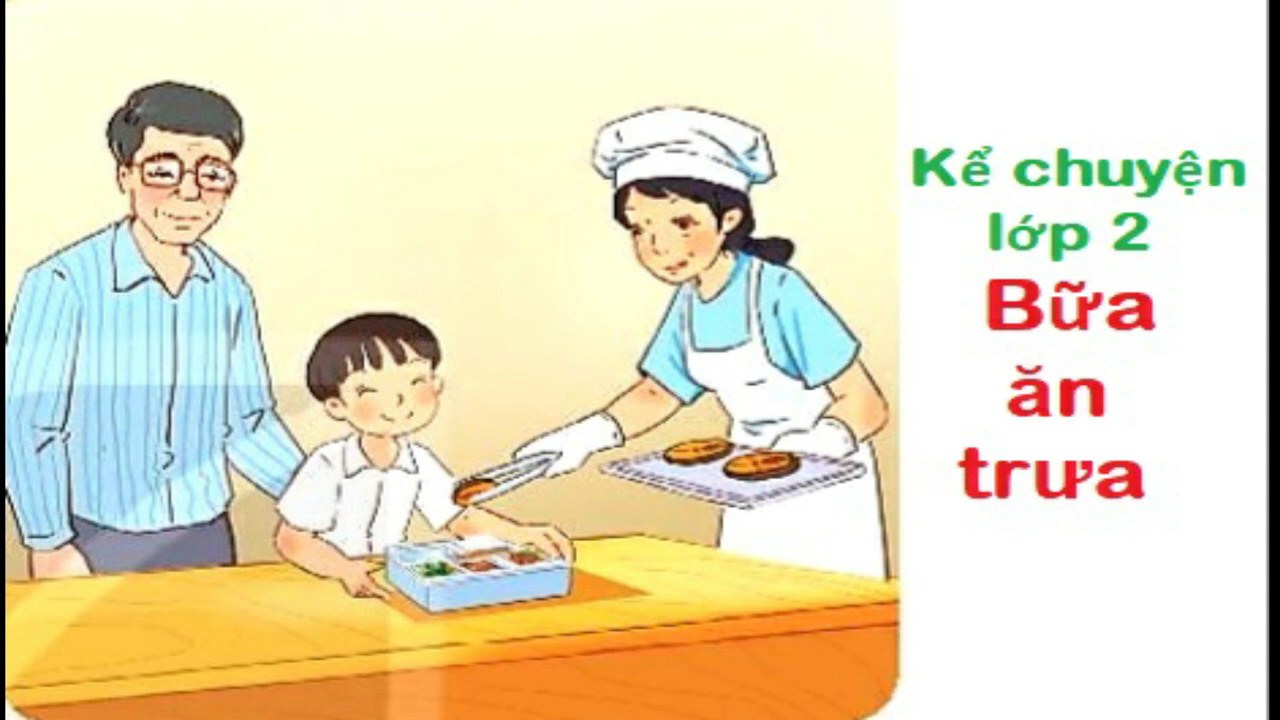 Kể chuyện
lớp 2
Bữa
ăn
trưa